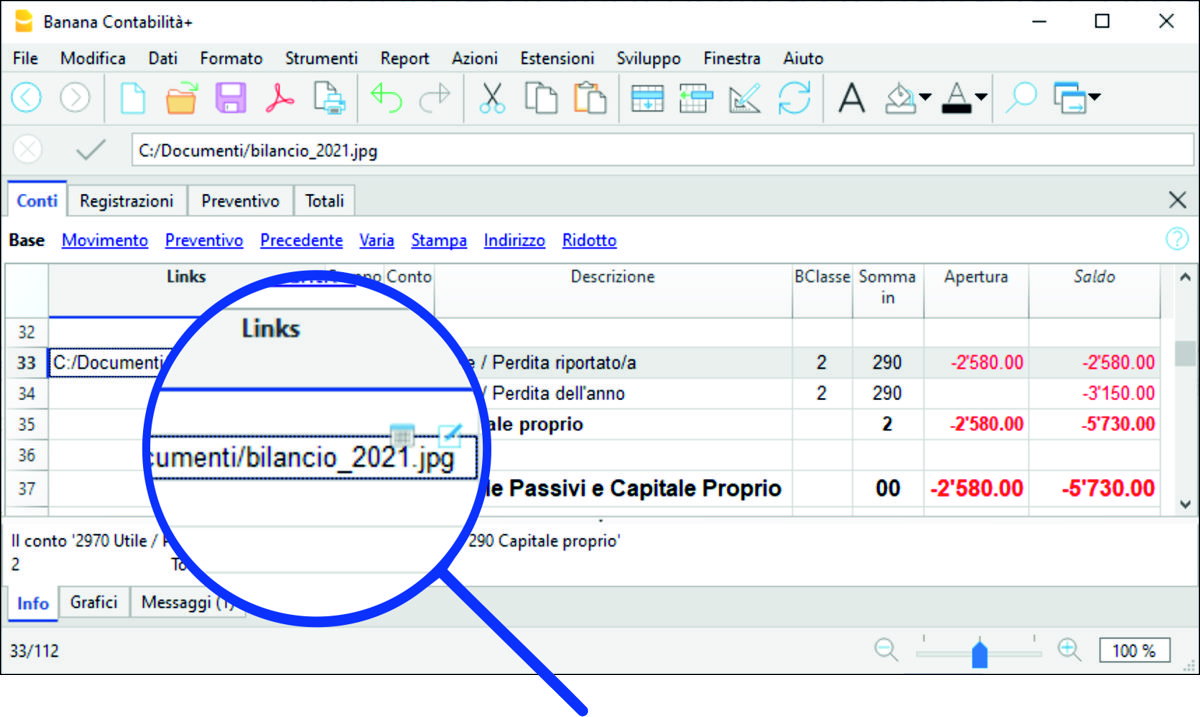 Banana Contabilità+
File Modifica Dati Formato Strumenti Report Azioni Estensioni Sviluppo Finestra Aiuto
C:/Documenti/bilancio_2021.jpg
Conti Registrazioni Preventivo Totali
Base Movimento Preventivo Precedente Varia Stampa Indirizzo Ridotto
Links Conto Descrizione BClasse Somma in Apertura Saldo
Links
32
33 C:/Documenti / Perdita riportato/a 2 290 -2'580.00 -2'580.00
34 / Perdita dell'anno 2 290 -3'150.00
35 ale proprio 2 -2'580.00 -5'730.00
36
cumenti/bilancio_2021.jpg
37 le Passivi e Capitale Proprio 00 -2'580.00 -5'730.00
Il conto '2970 Utile / 290 Capitale proprio'
2 To
Info Grafici Messaggi (1)
33/112 100 %